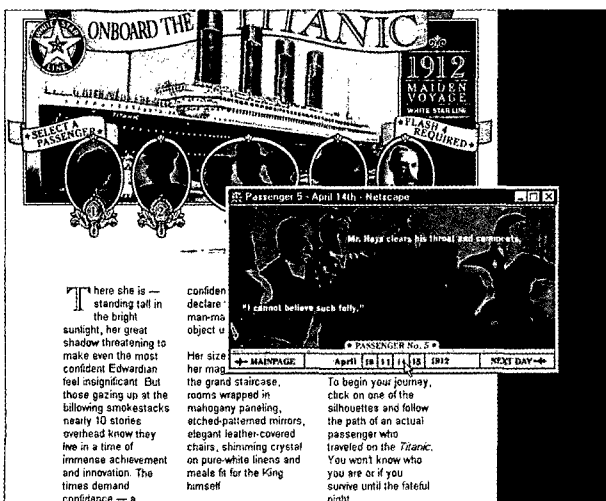 ONBOARD THE TITANIC
1912
MAIDEN
VOYAGE
WHITE STAR LINE
SELECT A
PASSENGER
FLASH 4
REQUIRED
Passenger 5 - April 14th - Netscape
Mr. Hays clears his throat and comments,
"I cannot believe such folly."
PASSENGER No. 5
MAINPAGE April 10 11 14 15 1912 NEXT DAY
There she is —
standing tall in
the bright
sunlight, her great
shadow threatening to
make even the most
confident Edwardian
feel insignificant. But
those gazing up at the
billowing smokestacks
nearly 10 stories
overhead know they
live in a time of
immense achievement
and innovation. The
times demand
confidance — a
confiden
declare
man-ma
object u
Her size
her mag
the grand staircase,
rooms wrapped in
mahogany paneling,
etched-patterned mirrors,
elegant leather-covered
chairs, shimming crystal
on pure-white linens and
meals fit for the King
himself
To begin your journey,
click on one of the
silhouettes and follow
the path of an actual
passenger who
traveled on the Titanic.
You won't know who
you are or if you
survive until the fateful
night